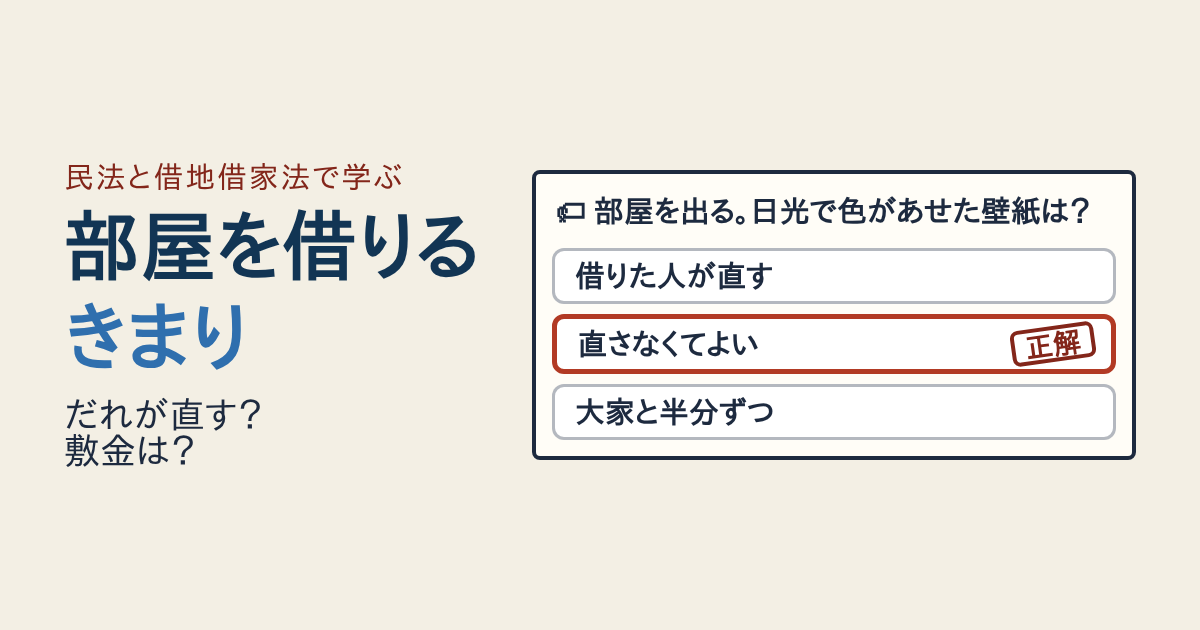 民法と借地借家法で学ぶ
部屋を借りる
きまり
だれが直す?
敷金は?
部屋を出る。日光で色があせた壁紙は?
借りた人が直す
直さなくてよい
正解
大家と半分ずつ